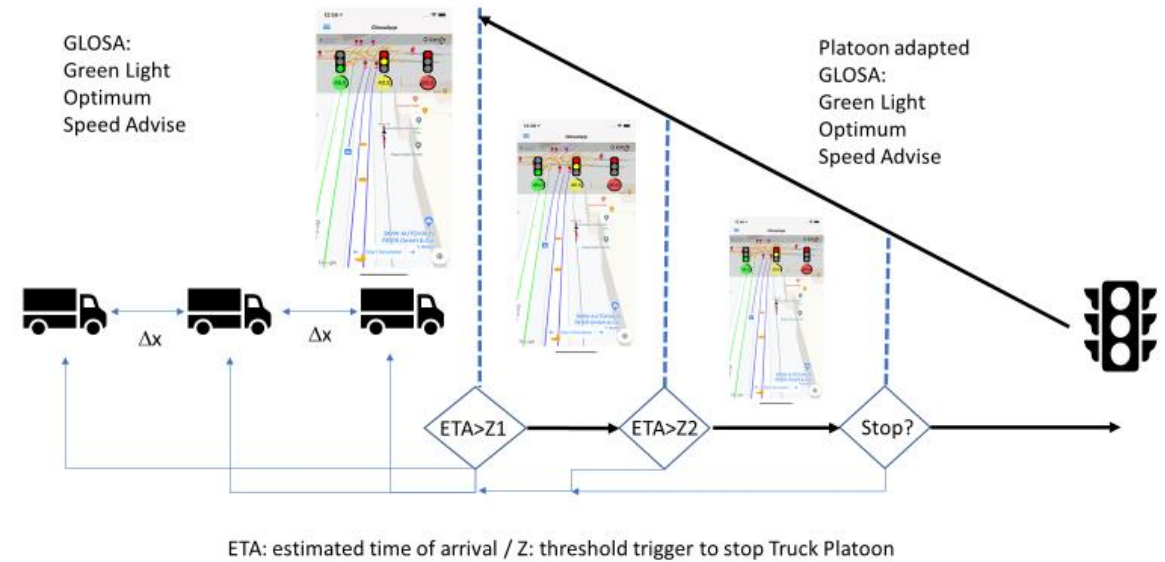 GLOSA:
Green Light
Optimum
Speed Advise
Platoon adapted
GLOSA:
Green Light
Optimum
Speed Advise
Δx
Δx
ETA>Z1
ETA>Z2
Stop?
ETA: estimated time of arrival / Z: threshold trigger to stop Truck Platoon